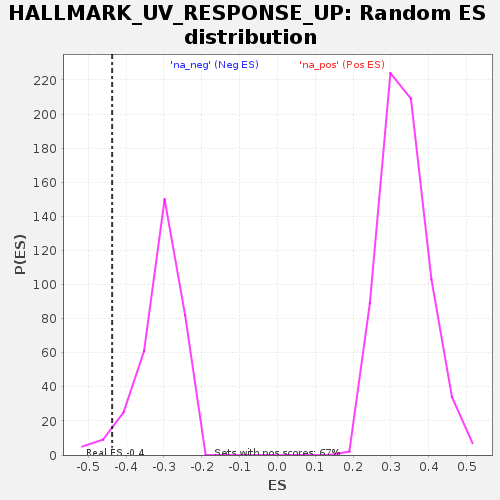 HALLMARK_UV_RESPONSE_UP: Random ES
distribution
'na_neg' (Neg ES) 'na_pos' (Pos ES)
P(ES)
220
200
180
160
140
120
100
80
60
40
20
0
Real ES -0.4 Sets with pos scores: 67%
-0.5 -0.4 -0.3 -0.2 -0.1 0.0 0.1 0.2 0.3 0.4 0.5
ES